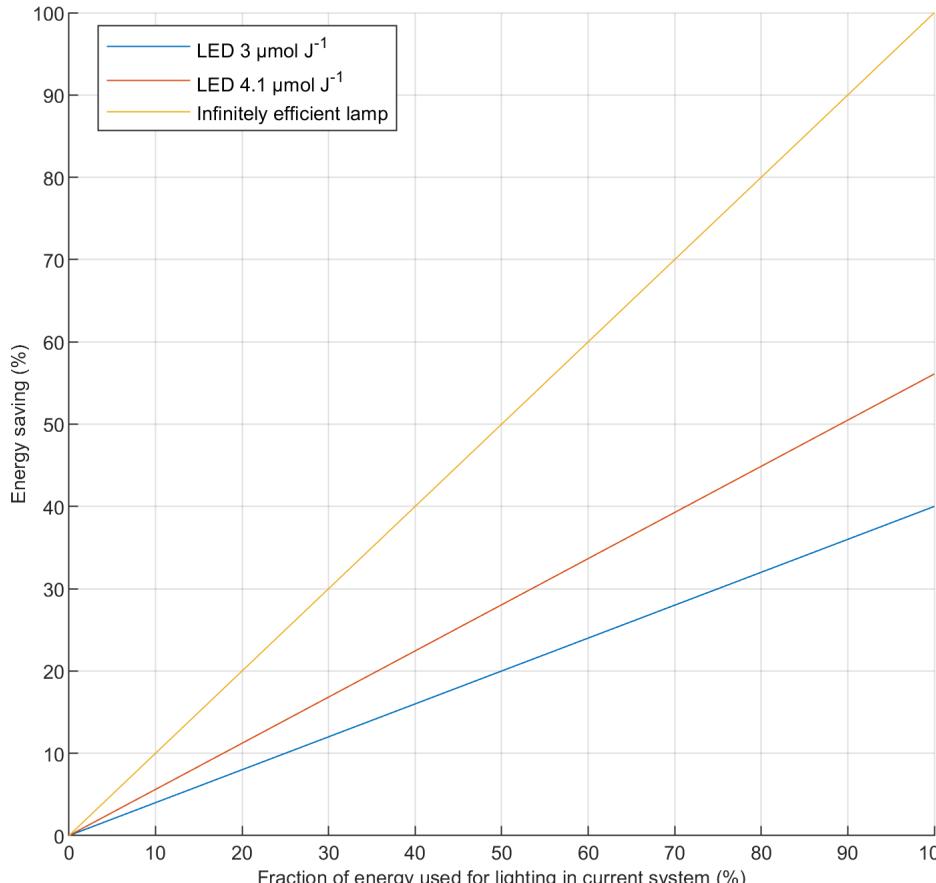 100
90
80
70
60
50
40
30
20
10
0
LED 3 µmol J⁻¹
LED 4.1 µmol J⁻¹
Infinitely efficient lamp
Energy saving (%)
0 10 20 30 40 50 60 70 80 90 10
Fraction of energy used for lighting in current system (%)